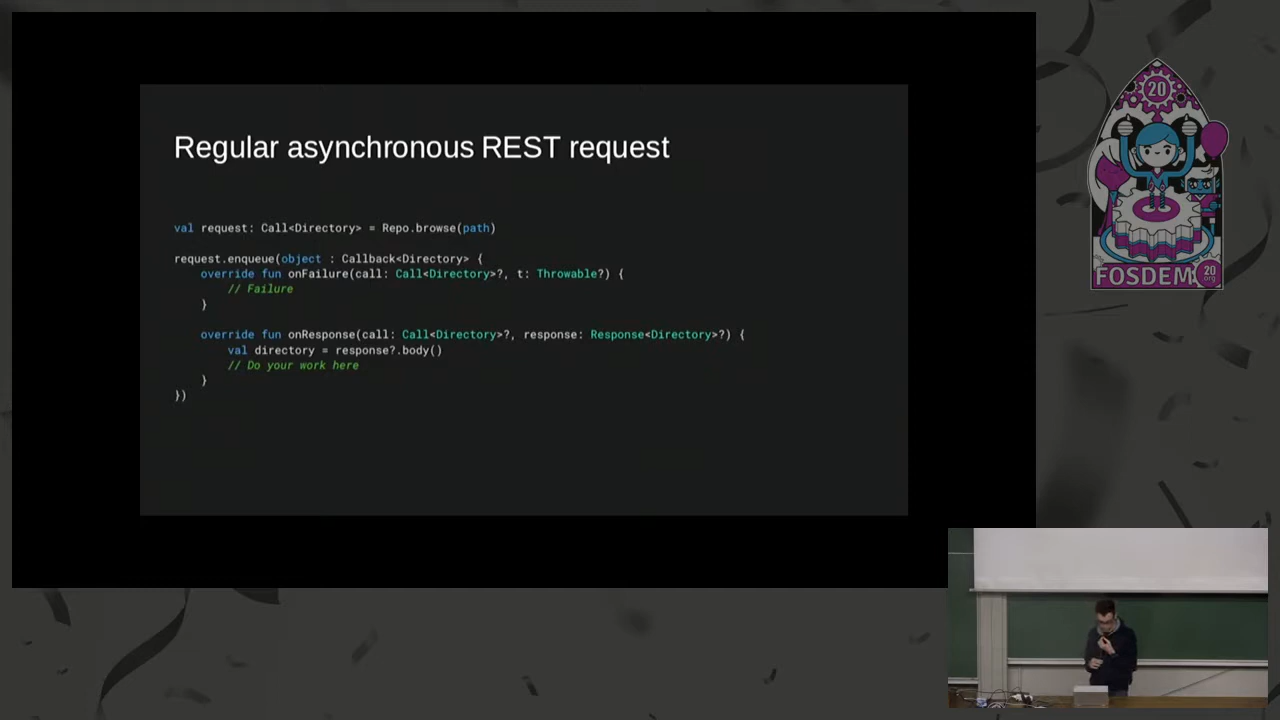 Regular asynchronous REST request
val request: Call<Directory> = Repo.browse(path)
request.enqueue(object : Callback<Directory> {
override fun onFailure(call: Call<Directory>?, t: Throwable?) {
// Failure
}
override fun onResponse(call: Call<Directory>?, response: Response<Directory>?) {
val directory = response?.body()
// Do your work here
}
})
20
FOSDEM
20
org